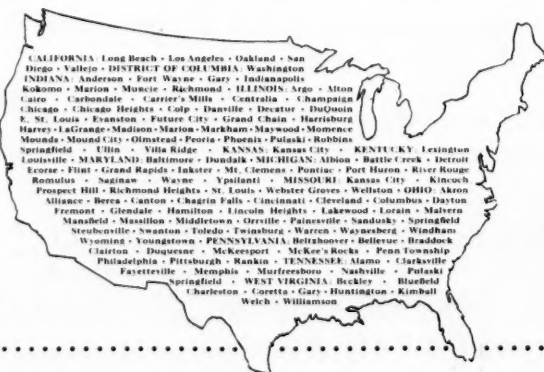 CALIFORNIA: Long Beach • Los Angeles • Oakland • San
Diego • Vallejo • DISTRICT OF COLUMBIA: Washington
INDIANA: Anderson • Fort Wayne • Gary • Indianapolis
Kokomo • Marion • Muncie • Richmond • ILLINOIS: Argo • Alton
Cairo • Carbondale • Carrier's Mills • Centralia • Champaign
Chicago • Chicago Heights • Colp • Danville • Decatur • DuQuoin
E. St. Louis • Evanston • Future City • Grand Chain • Harrisburg
Harvey • LaGrange • Madison • Marion • Markham • Maywood • Momence
Mounds • Mound City • Olmstead • Peoria • Phoenix • Pulaski • Robbins
Springfield • Ullin • Villa Ridge • KANSAS: Kansas City • KENTUCKY: Lexington
Louisville • MARYLAND: Baltimore • Dundalk • MICHIGAN: Albion • Battle Creek • Detroit
Ecorse • Flint • Grand Rapids • Inkster • Mt. Clemens • Pontiac • Port Huron • River Rouge
Romulus • Saginaw • Wayne • Ypsilanti • MISSOURI: Kansas City • Kincoch
Prospect Hill • Richmond Heights • St. Louis • Webster Groves • Wellston • OHIO: Akron
Alliance • Berea • Canton • Chagrin Falls • Cincinnati • Cleveland • Columbus • Dayton
Fremont • Glendale • Hamilton • Lincoln Heights • Lakewood • Lorain • Malvern
Mansfield • Massillon • Middletown • Orrville • Painesville • Sandusky • Springfield
Steubenville • Swanton • Toledo • Twinsburg • Warren • Waynesberg • Windham
Wyoming • Youngstown • PENNSYLVANIA: Beltzhoover • Bellevue • Braddock
Clairton • Duquesne • McKeesport • McKee's Rocks • Penn Township
Philadelphia • Pittsburgh • Rankin • TENNESSEE: Alamo • Clarksville
Fayetteville • Memphis • Murfreesboro • Nashville • Pulaski
Springfield • WEST VIRGINIA: Beckley • Bluefield
Charleston • Coretta • Gary • Huntington • Kimball
Welch • Williamson